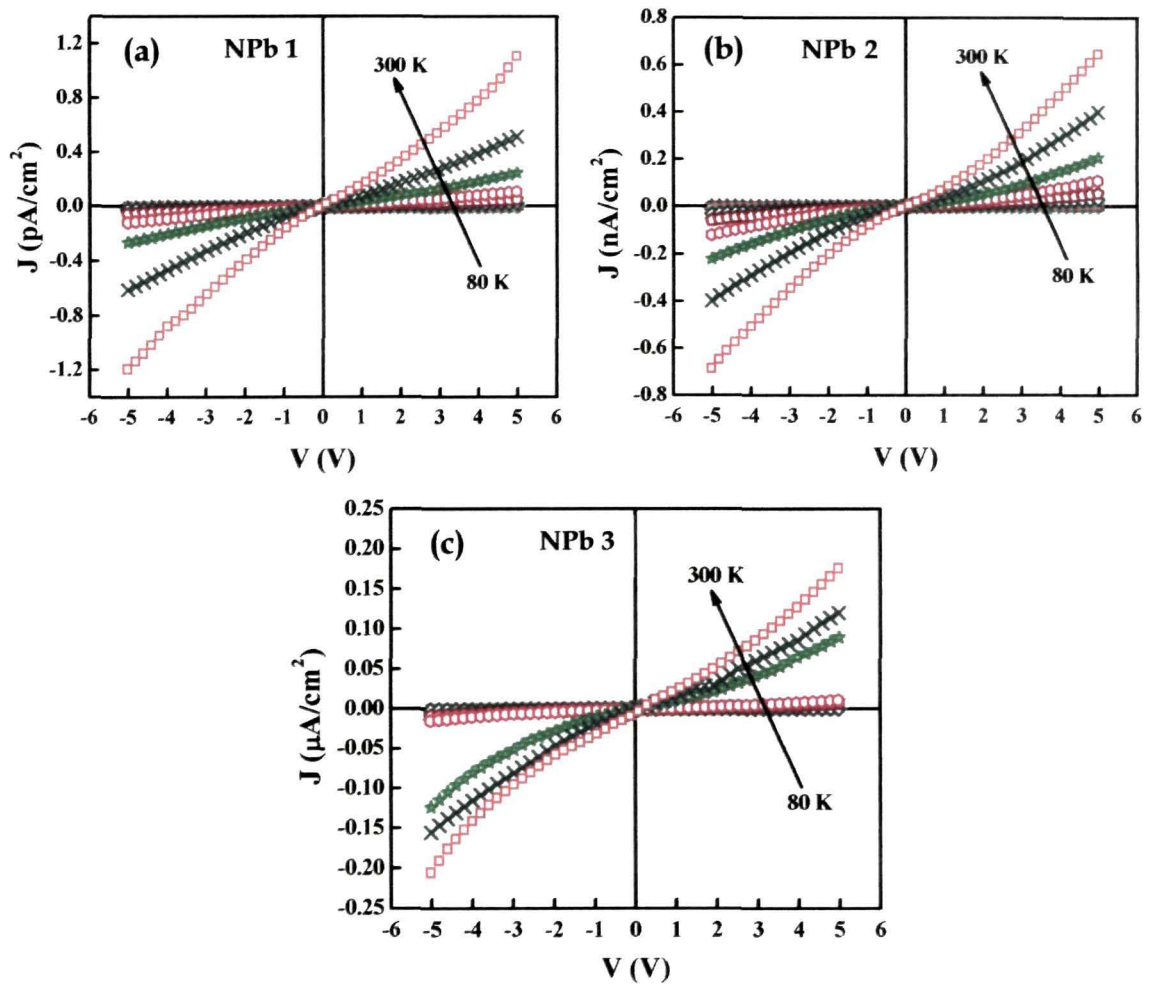 (a) NPb 1
300 K
80 K
1.2
0.8
0.4
0.0
-0.4
-0.8
-1.2
J (pA/cm²)
-6 -5 -4 -3 -2 -1 0 1 2 3 4 5 6
V (V)
(b) NPb 2
300 K
80 K
0.8
0.6
0.4
0.2
0.0
-0.2
-0.4
-0.6
-0.8
J (nA/cm²)
-6 -5 -4 -3 -2 -1 0 1 2 3 4 5 6
V (V)
(c) NPb 3
300 K
80 K
0.25
0.20
0.15
0.10
0.05
0.00
-0.05
-0.10
-0.15
-0.20
-0.25
J (µA/cm²)
-6 -5 -4 -3 -2 -1 0 1 2 3 4 5 6
V (V)